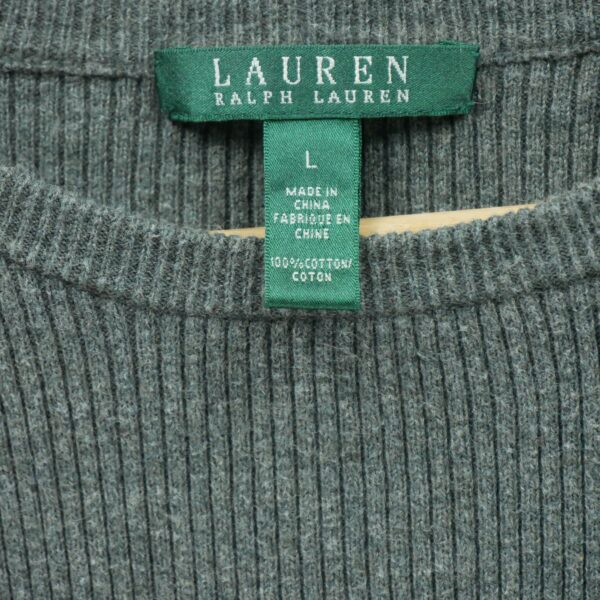 LAUREN
RALPH LAUREN
L
MADE IN
CHINA
FABRIQUE EN
CHINE
100%COTTON/
COTON